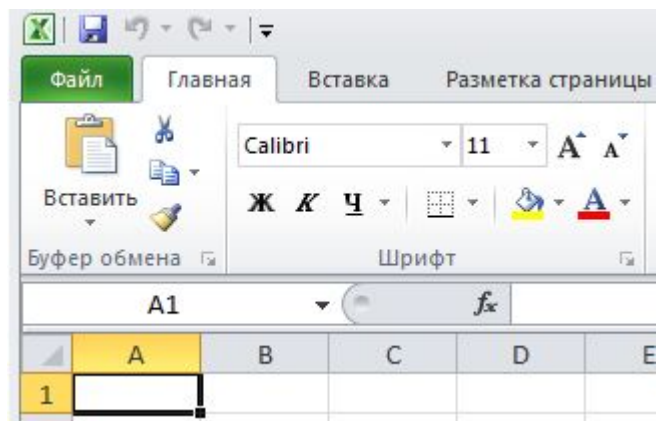 Файл Главная Вставка Разметка страницы
Calibri 11 A A
Вставить
Ж К Ч А
Буфер обмена Шрифт
A1 fx
A B C D E
1